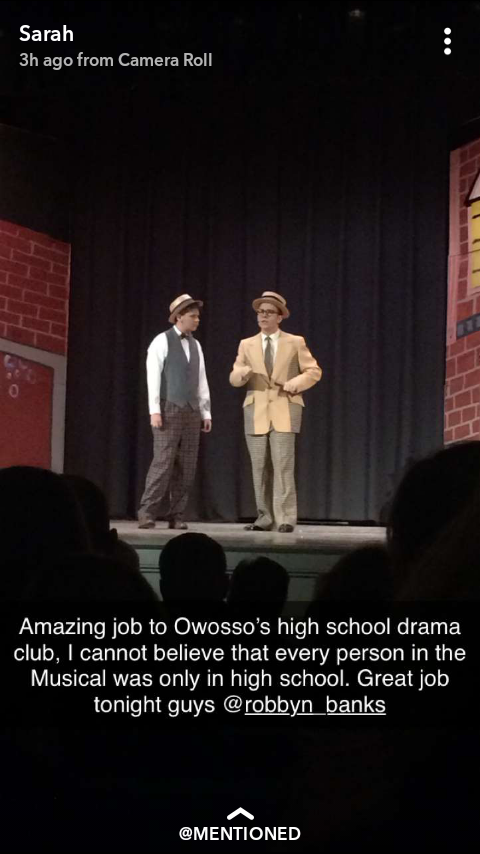 Sarah
3h ago from Camera Roll
Amazing job to Owosso's high school drama
club, I cannot believe that every person in the
Musical was only in high school. Great job
tonight guys @robbyn_banks
@MENTIONED